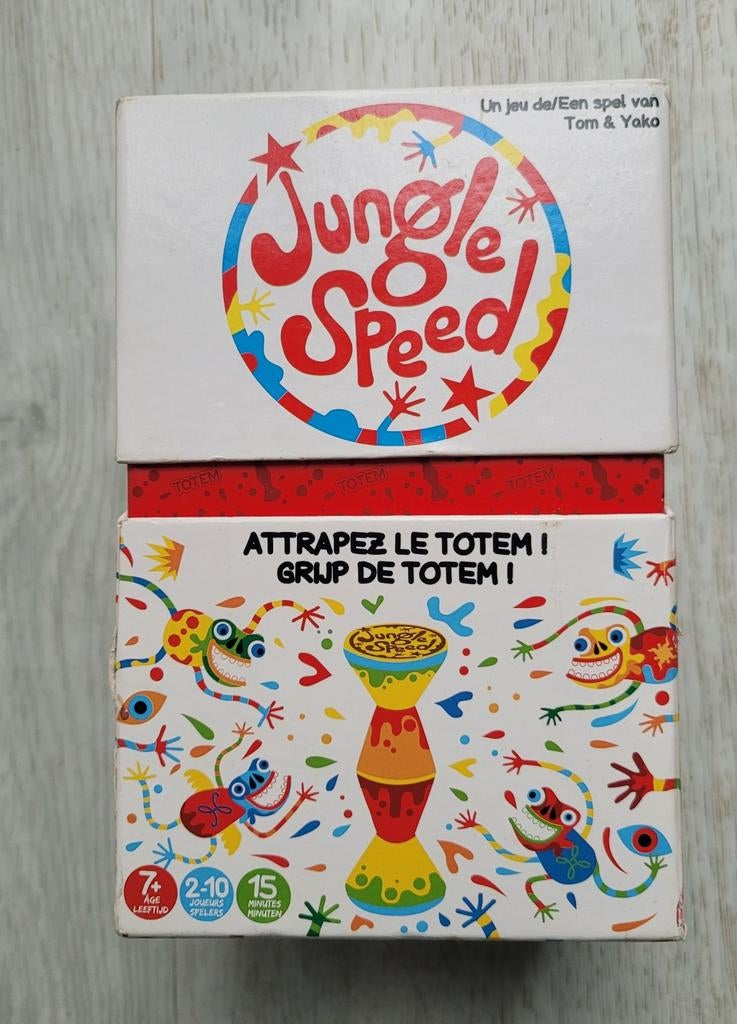 Un jeu de/Een spel van
Tom & Yako
Jungle
Speed
TOTEM TOTEM TOTEM
ATTRAPEZ LE TOTEM !
GRIJP DE TOTEM !
Jungle
Speed
7+
ÂGE
LEEFTIJD
2-10
JOUEURS
SPELERS
15
MINUTES
MINUTEN